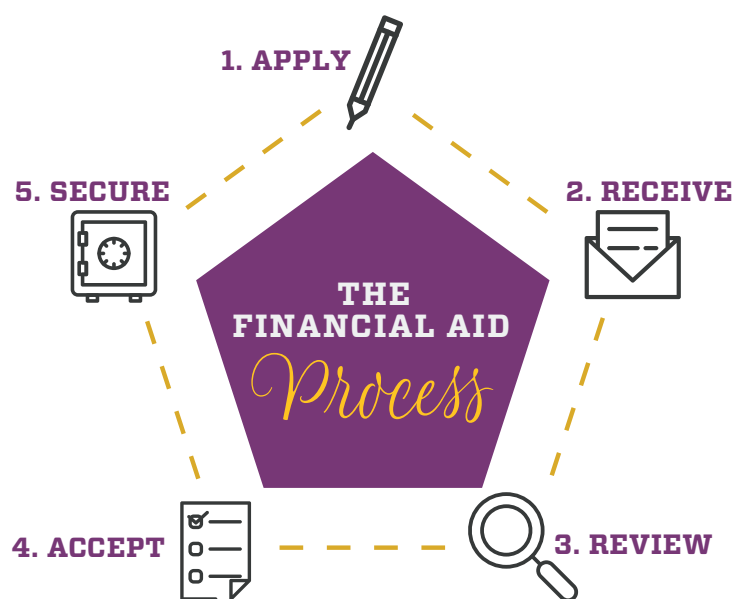 1. APPLY
2. RECEIVE
3. REVIEW
4. ACCEPT
5. SECURE
THE
FINANCIAL AID
Process